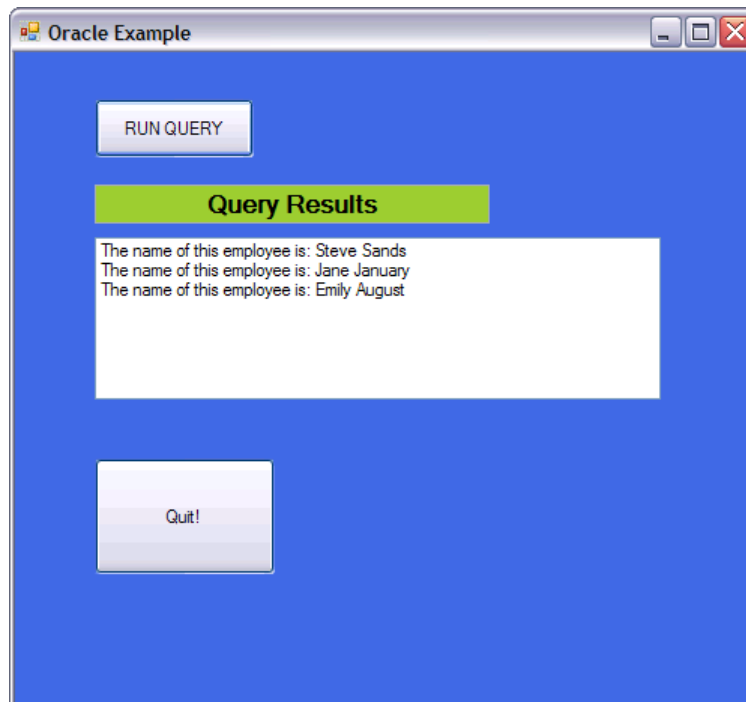 Oracle Example
RUN QUERY
Query Results
The name of this employee is: Steve Sands
The name of this employee is: Jane January
The name of this employee is: Emily August
Quit!